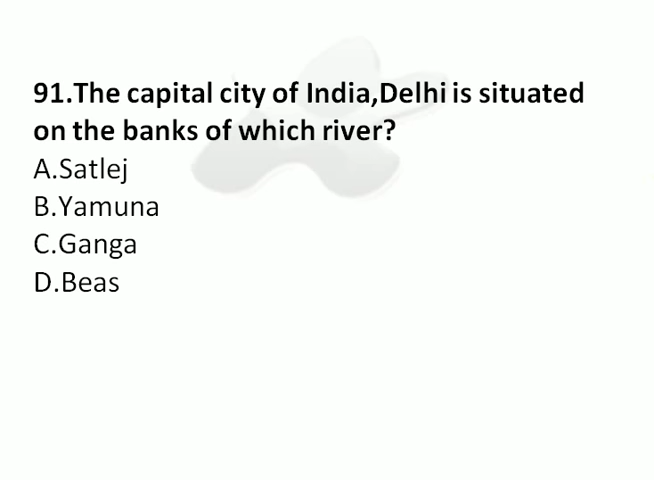 91.The capital city of India,Delhi is situated
on the banks of which river?
A.Satlej
B.Yamuna
C.Ganga
D.Beas